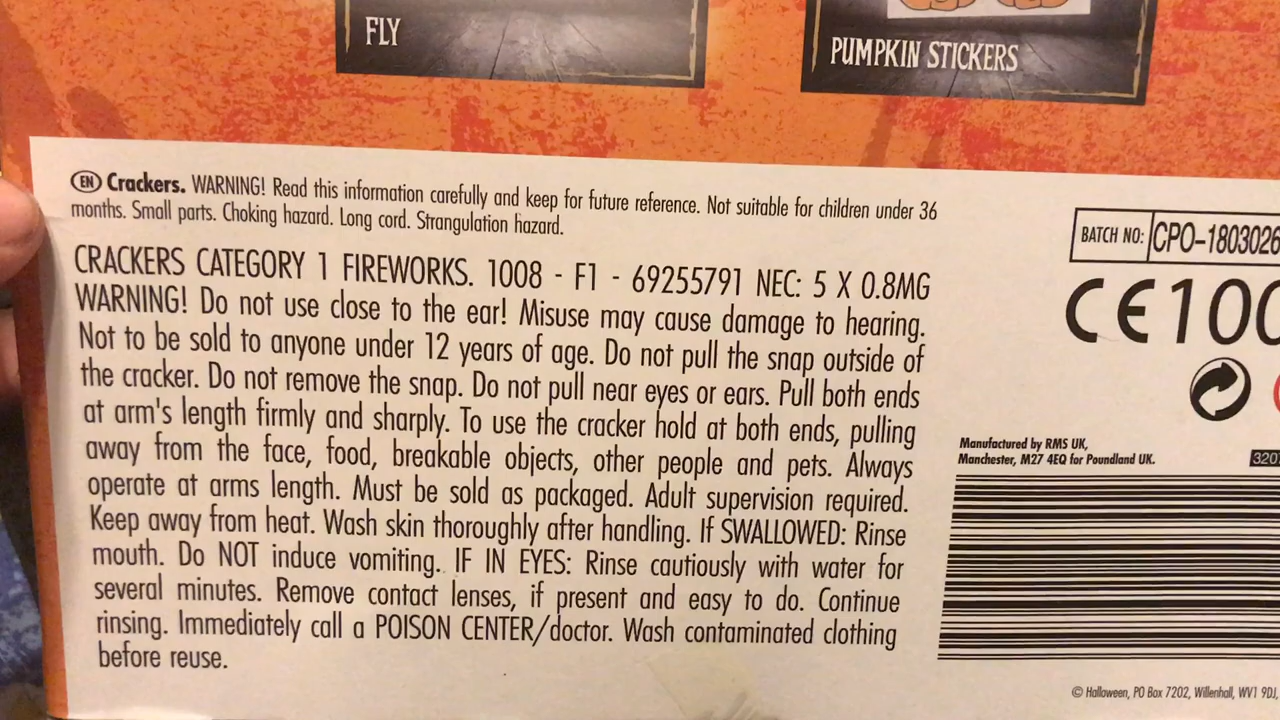 FLY
PUMPKIN STICKERS
EN Crackers. WARNING! Read this information carefully and keep for future reference. Not suitable for children under 36
months. Small parts. Choking hazard. Long cord. Strangulation hazard.
CRACKERS CATEGORY 1 FIREWORKS. 1008 - F1 - 69255791 NEC: 5 X 0.8MG
WARNING! Do not use close to the ear! Misuse may cause damage to hearing.
Not to be sold to anyone under 12 years of age. Do not pull the snap outside of
the cracker. Do not remove the snap. Do not pull near eyes or ears. Pull both ends
at arm's length firmly and sharply. To use the cracker hold at both ends, pulling
away from the face, food, breakable objects, other people and pets. Always
operate at arms length. Must be sold as packaged. Adult supervision required.
Keep away from heat. Wash skin thoroughly after handling. If SWALLOWED: Rinse
mouth. Do NOT induce vomiting. IF IN EYES: Rinse cautiously with water for
several minutes. Remove contact lenses, if present and easy to do. Continue
rinsing. Immediately call a POISON CENTER/doctor. Wash contaminated clothing
before reuse.
BATCH NO: CPO-1803026
CE100
Manufactured by RMS UK,
Manchester, M27 4EQ for Poundland UK.
320
© Halloween, PO Box 7202, Willenhall, WV1 9DJ,